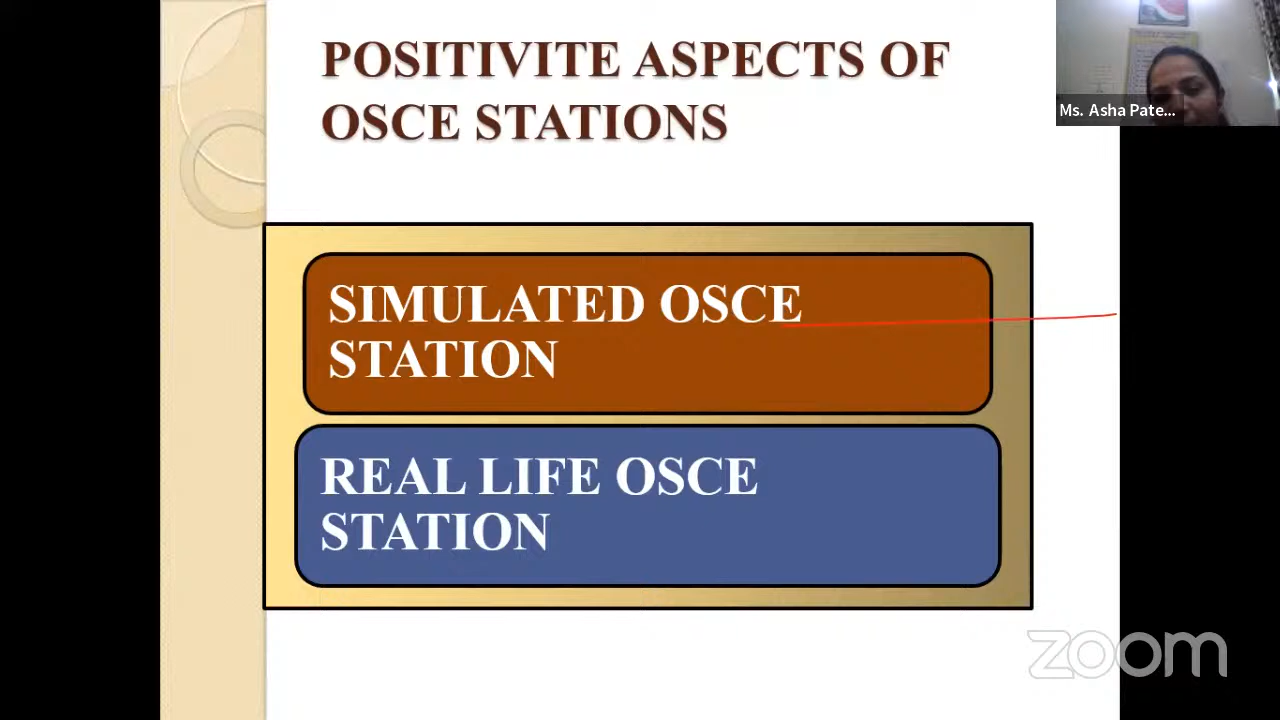 POSITIVITE ASPECTS OF
OSCE STATIONS
Ms. Asha Pate...
SIMULATED OSCE
STATION
REAL LIFE OSCE
STATION
zoom